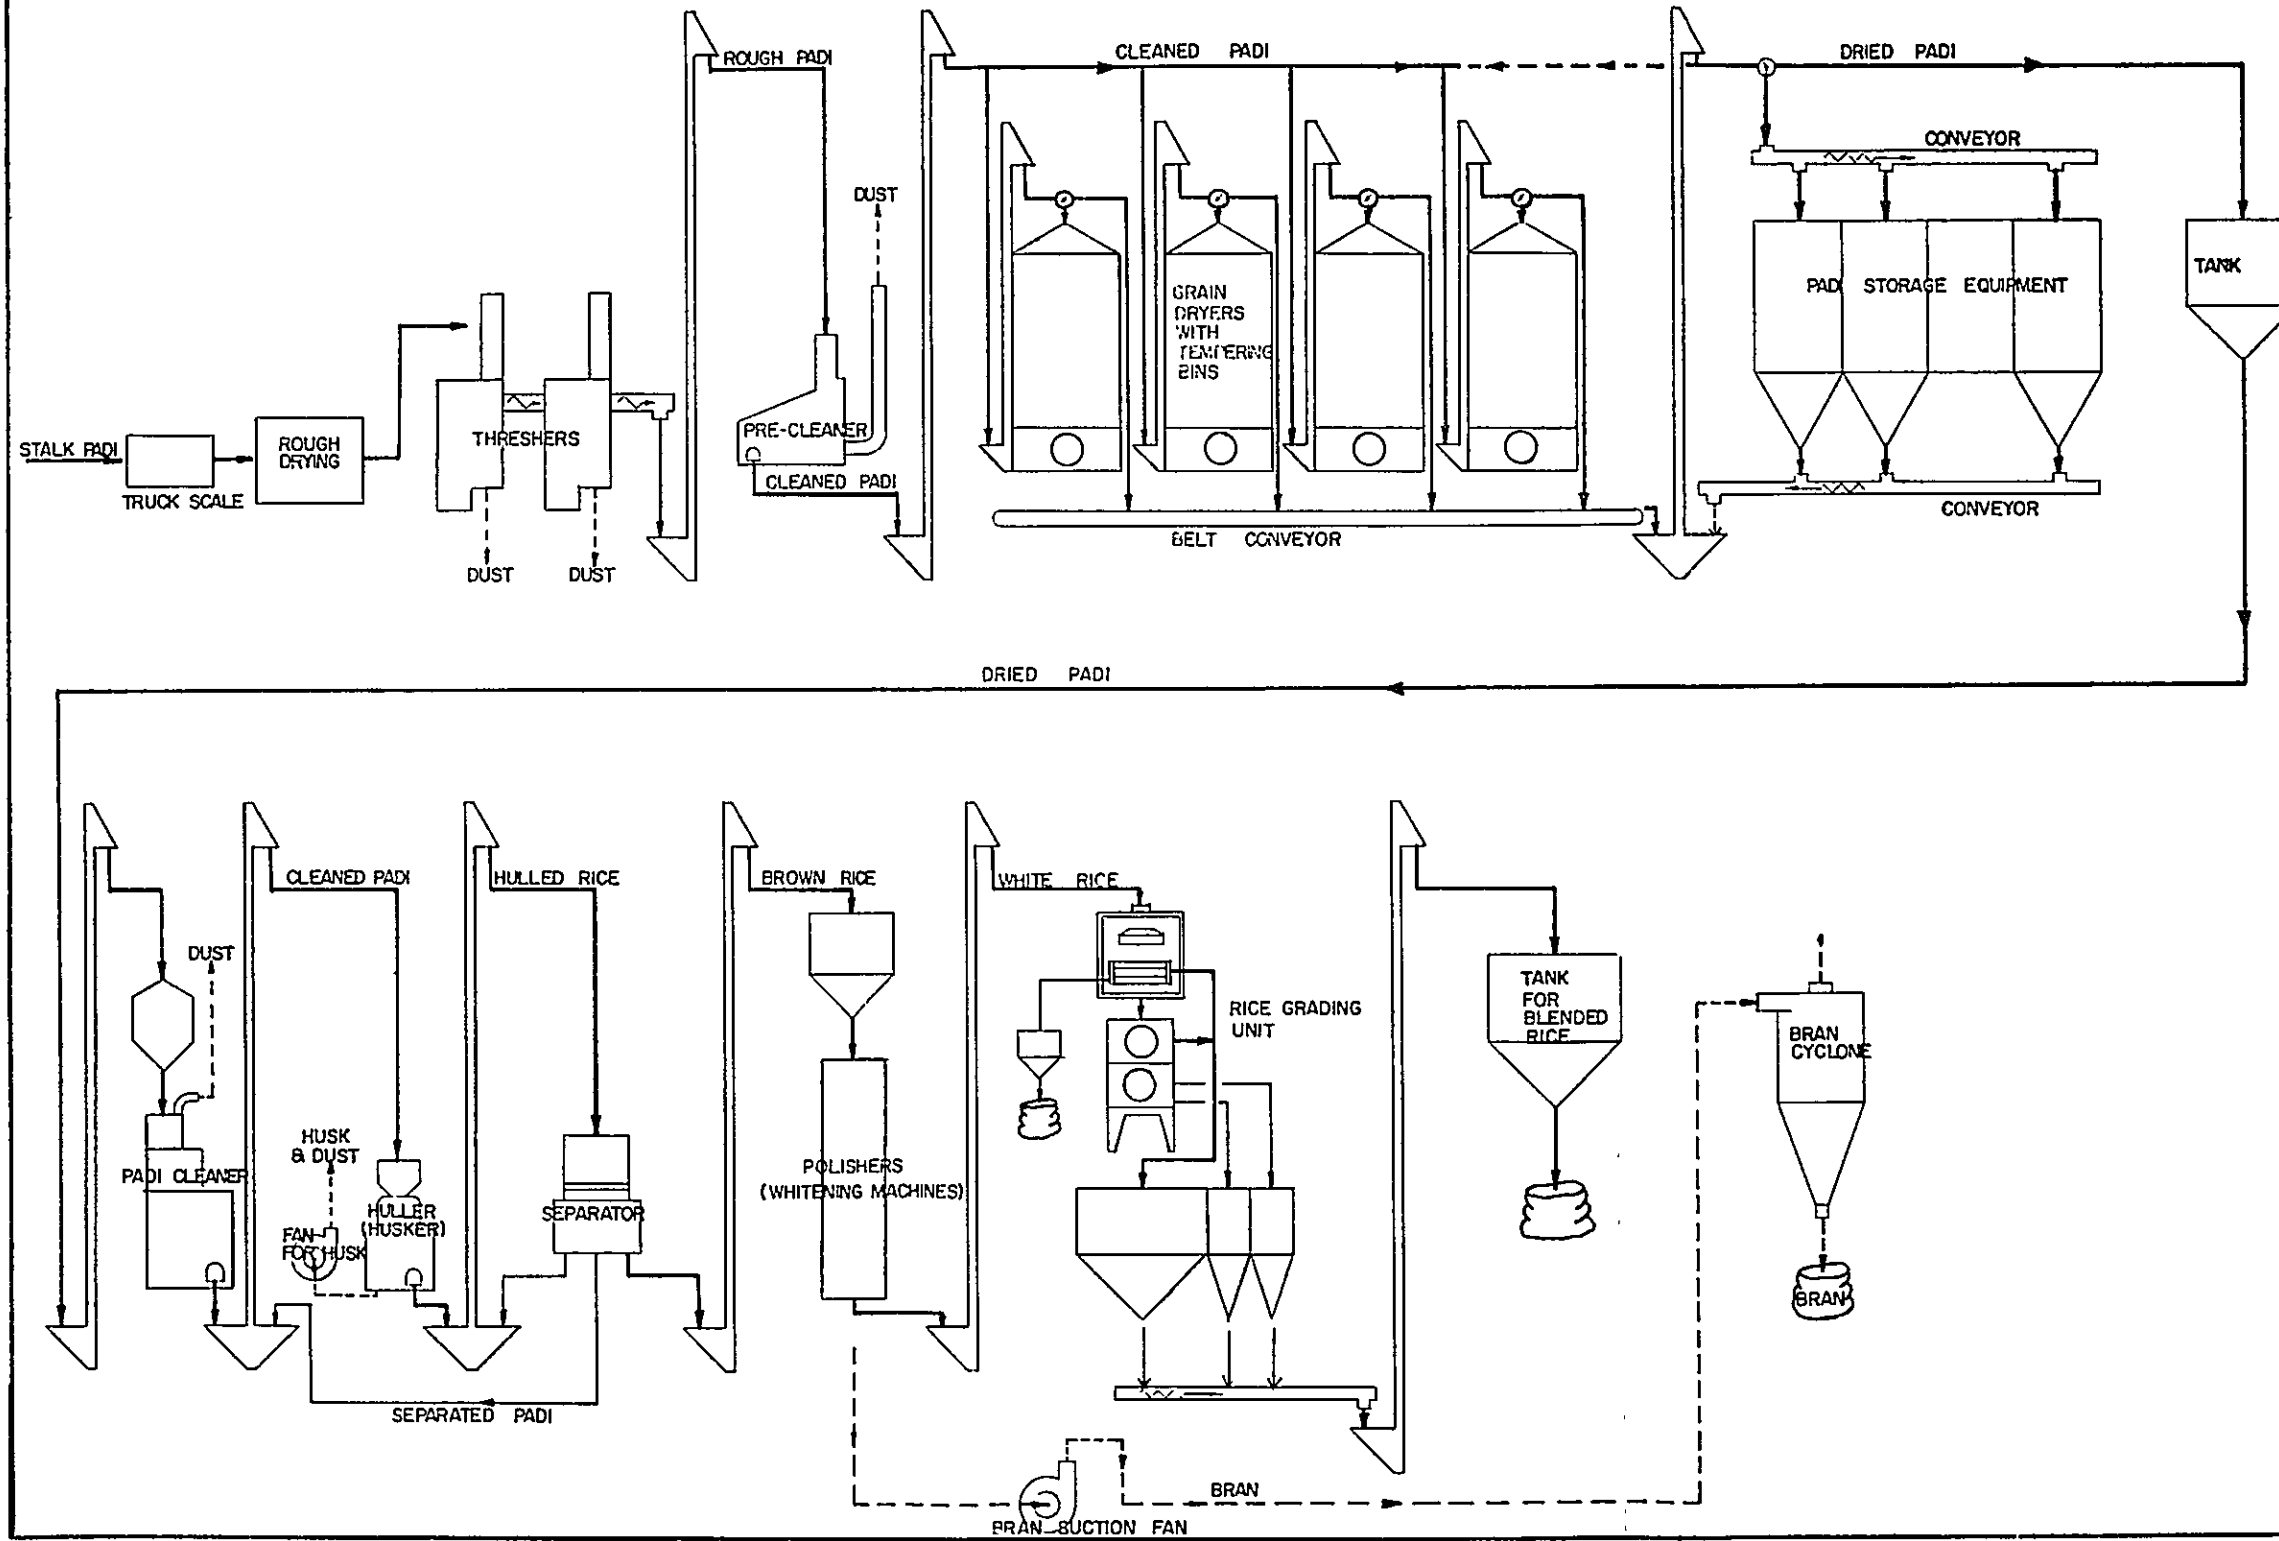 ROUGH PADI
CLEANED PADI
DRIED PADI
CONVEYOR
DUST
TANK
PADI STORAGE EQUIPMENT
GRAIN
DRYERS
WITH
TEMPERING
BINS
STALK PADI
TRUCK SCALE
ROUGH
DRYING
THRESHERS
PRE-CLEANER
CLEANED PADI
CONVEYOR
BELT CONVEYOR
DUST
DUST
DRIED PADI
CLEANED PADI
HULLED RICE
BROWN RICE
WHITE RICE
DUST
PADI CLEANER
HUSK
& DUST
FAN
FOR HUSK
HULLER
(HUSKER)
SEPARATOR
SEPARATED PADI
POLISHERS
(WHITENING MACHINES)
RICE GRADING
UNIT
TANK
FOR
BLENDED
RICE
BRAN
CYCLONE
BRAN
BRAN
BRAN SUCTION FAN